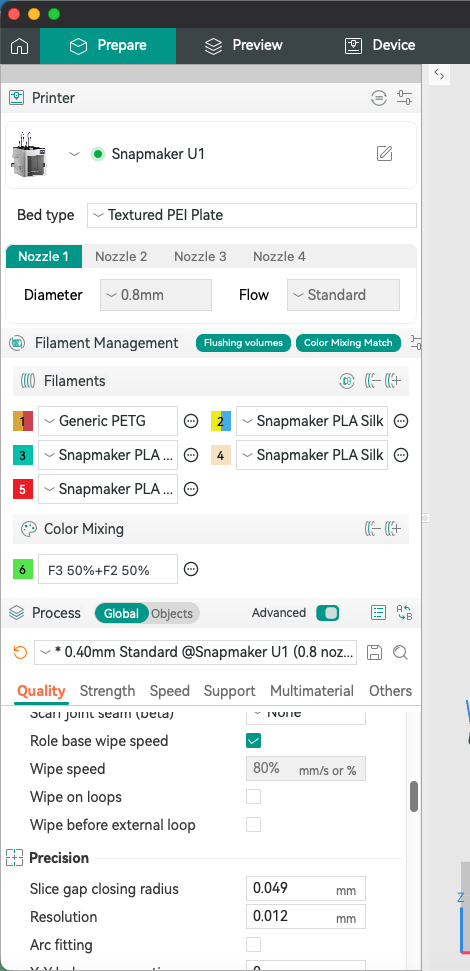 Prepare
Preview
Device
Printer
Snapmaker U1
Bed type
Textured PEI Plate
Nozzle 1
Nozzle 2
Nozzle 3
Nozzle 4
Diameter
0.8mm
Flow
Standard
Filament Management
Flushing volumes
Color Mixing Match
Filaments
1
Generic PETG
2
Snapmaker PLA Silk
3
Snapmaker PLA ...
4
Snapmaker PLA Silk
5
Snapmaker PLA ...
Color Mixing
6
F3 50%+F2 50%
Process
Global
Objects
Advanced
* 0.40mm Standard @Snapmaker U1 (0.8 noz...
Quality
Strength
Speed
Support
Multimaterial
Others
Scarf joint seam (beta)
None
Role base wipe speed
Wipe speed
80%
mm/s or %
Wipe on loops
Wipe before external loop
Precision
Slice gap closing radius
0.049
mm
Resolution
0.012
mm
Arc fitting
Z